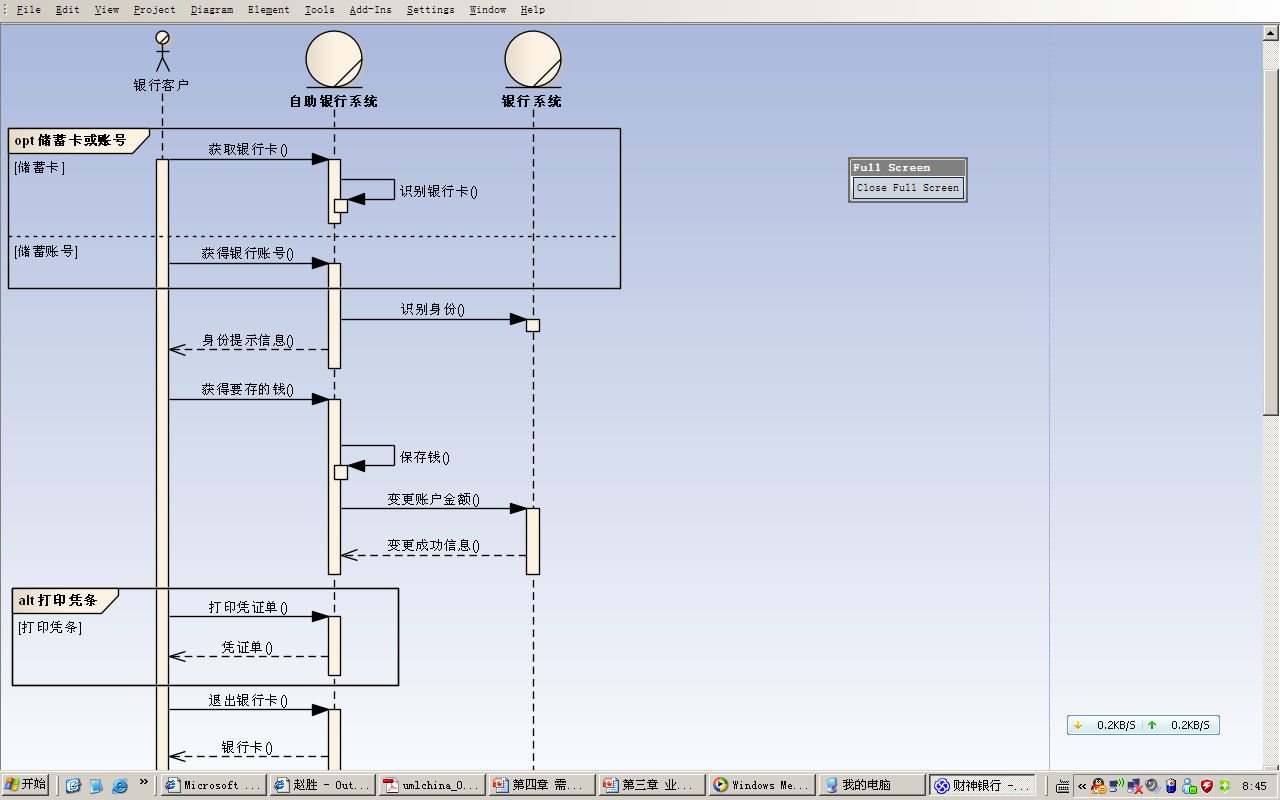 File Edit View Project Diagram Element Tools Add-Ins Settings Window Help
银行客户
自助银行系统
银行系统
opt 储蓄卡或账号
[储蓄卡]
获取银行卡()
识别银行卡()
[储蓄账号]
获得银行账号()
识别身份()
身份提示信息()
获得要存的钱()
保存钱()
变更账户金额()
变更成功信息()
alt 打印凭条
[打印凭条]
打印凭证单()
凭证单()
退出银行卡()
银行卡()
Full Screen
Close Full Screen
0.2KB/S 0.2KB/S
开始 » Microsoft ... 赵胜 - Out... umlchina_O... 第四章 需... 第三章 业... Windows Me... 我的电脑 财神银行 -... « 8:45